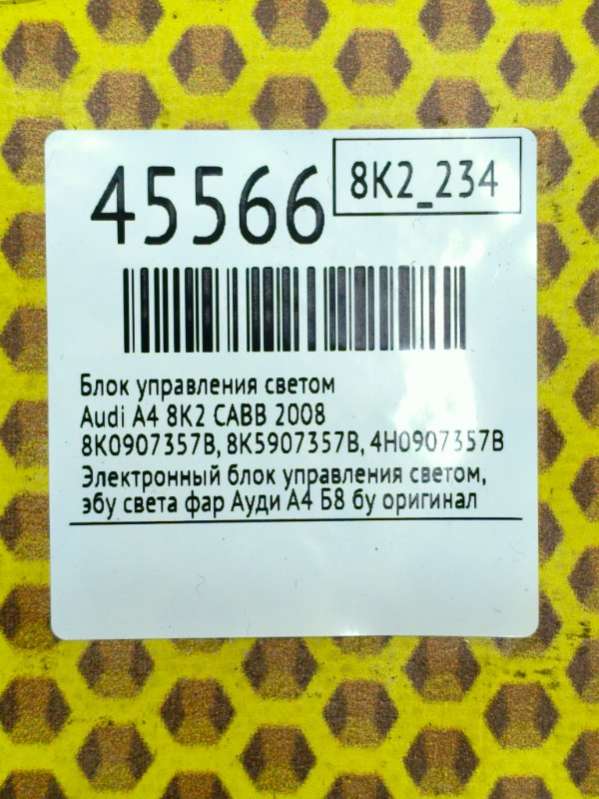 45566
8K2_234
Блок управления светом
Audi A4 8K2 CABB 2008
8K0907357B, 8K5907357B, 4H0907357B
Электронный блок управления светом,
эбу света фар Ауди А4 Б8 бу оригинал